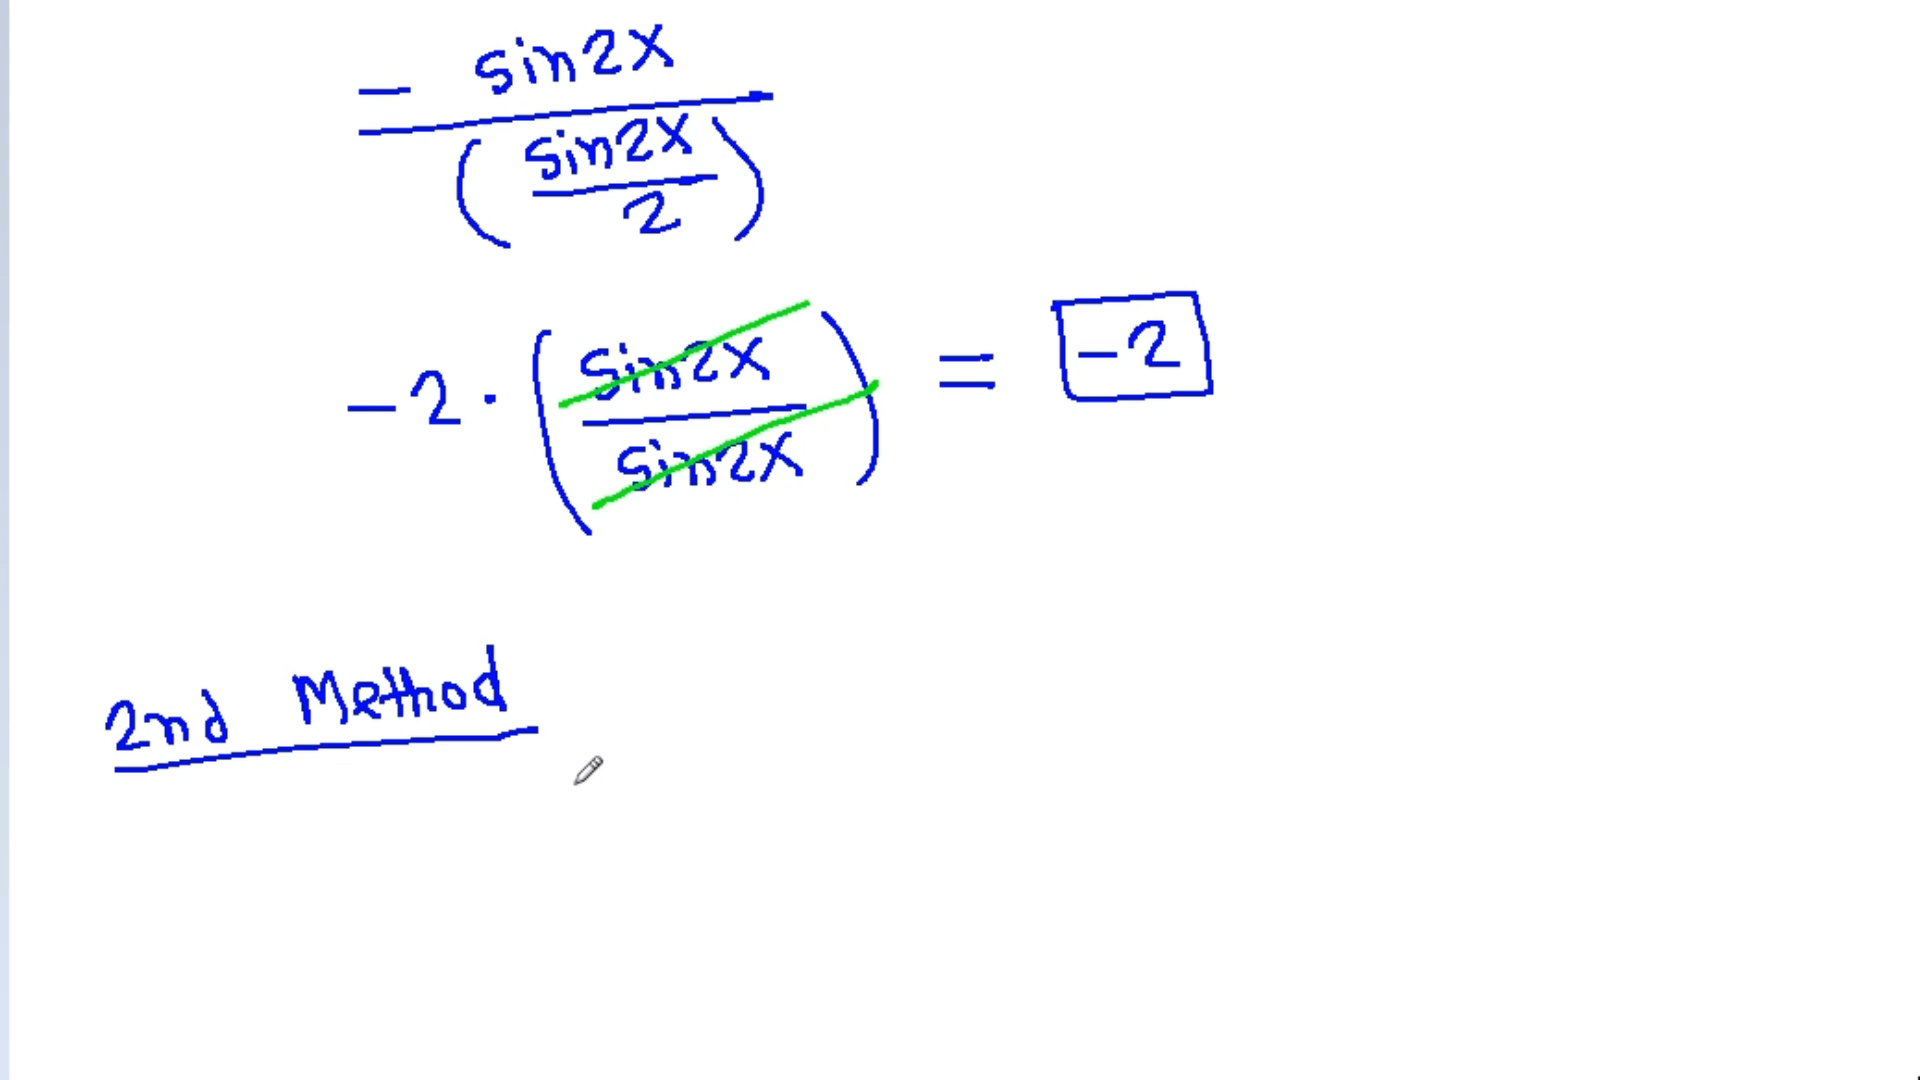 - sin2x
( sin2x / 2 )
-2 · ( sin2x / sin2x ) = -2
2nd Method